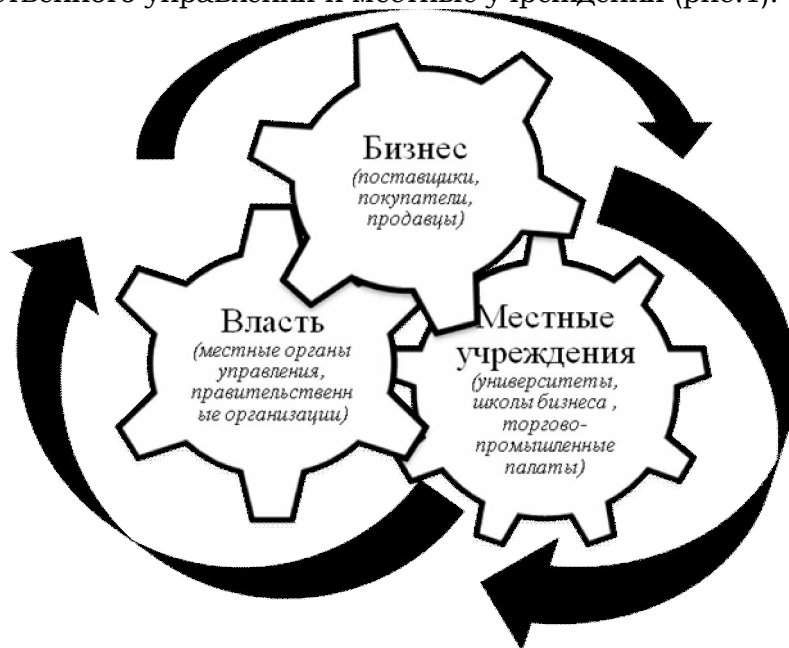 ственного управления и местные учреждения (рис.1).
Бизнес
(поставщики,
покупатели,
продавцы)
Власть
(местные органы
управления,
правительственн
ые организации)
Местные
учреждения
(университеты,
школы бизнеса ,
торгово-
промышленные
палаты)